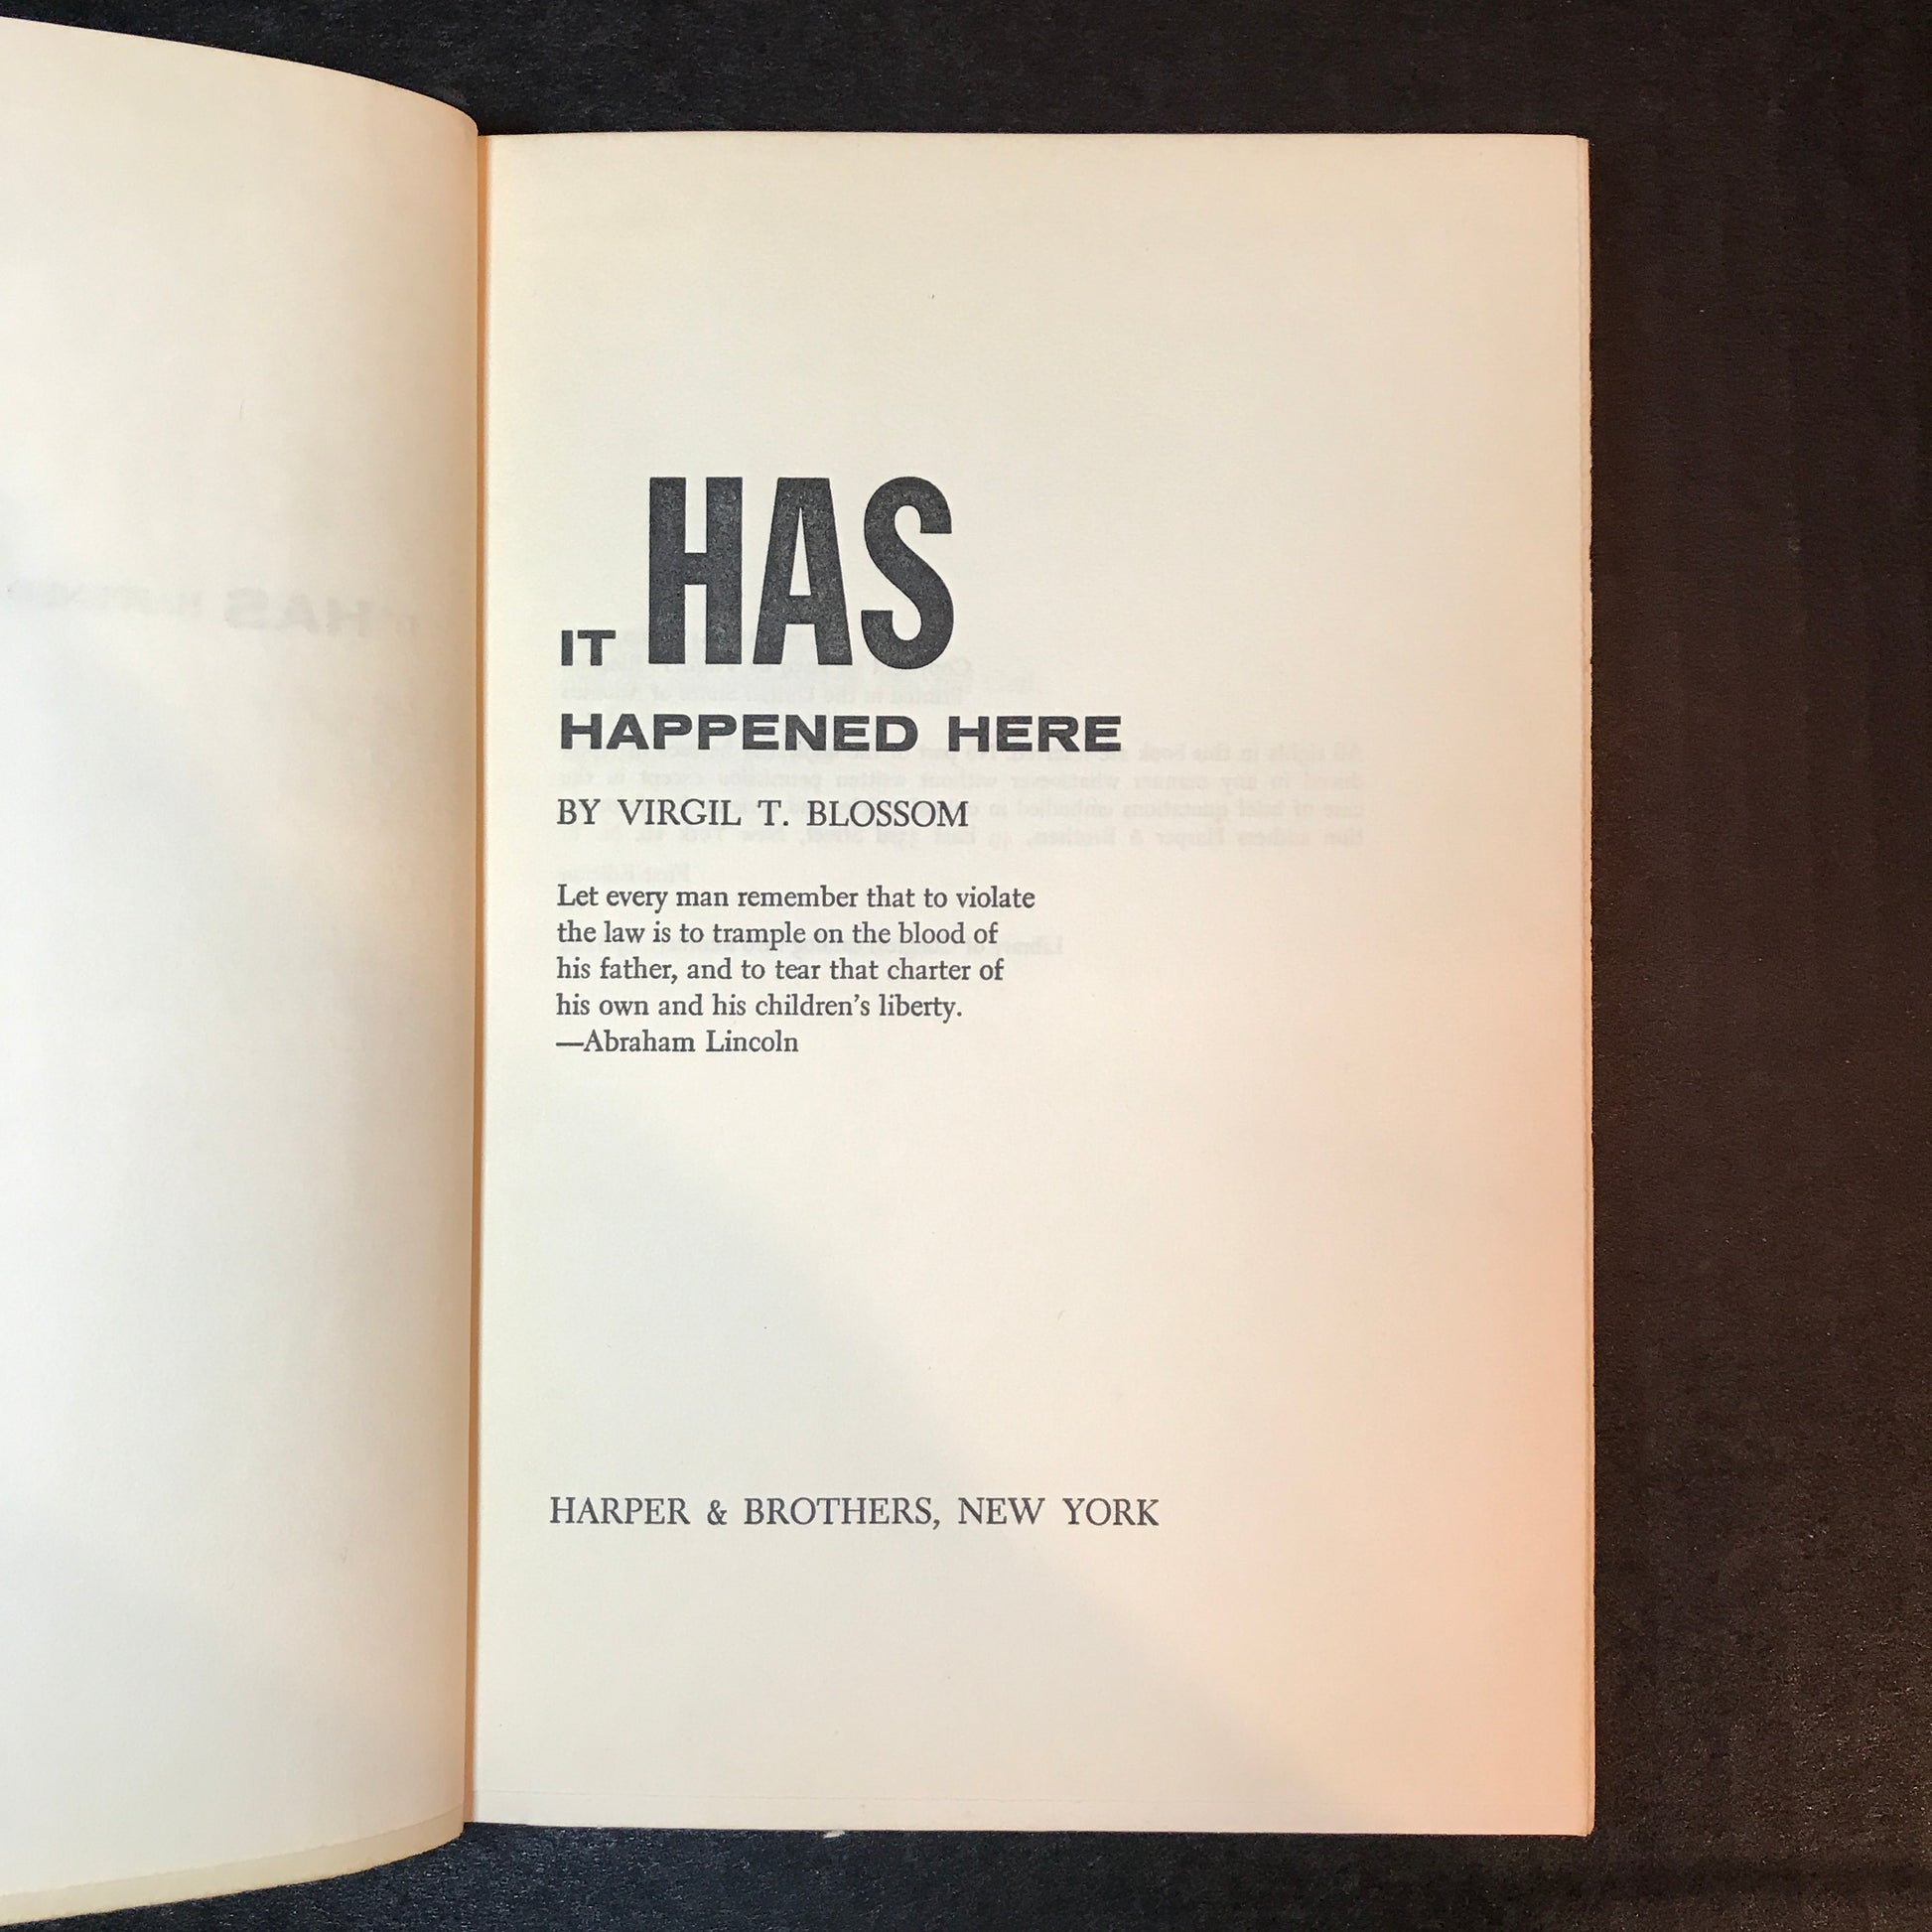 IT HAS
HAPPENED HERE
BY VIRGIL T. BLOSSOM
Let every man remember that to violate
the law is to trample on the blood of
his father, and to tear that charter of
his own and his children’s liberty.
—Abraham Lincoln
HARPER & BROTHERS, NEW YORK